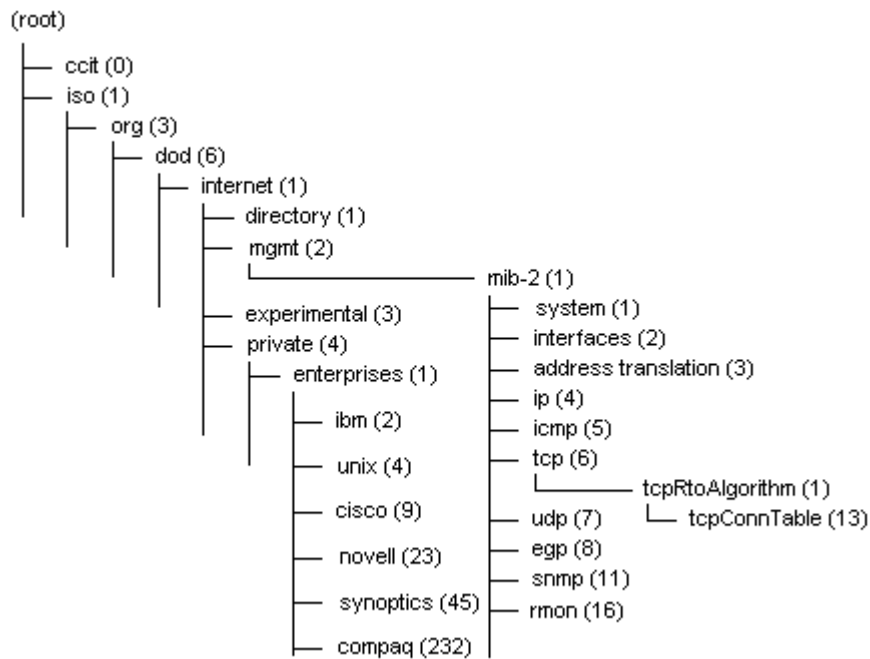 (root)
ccit (0)
iso (1)
org (3)
dod (6)
internet (1)
directory (1)
mgmt (2)
mib-2 (1)
system (1)
interfaces (2)
address translation (3)
ip (4)
icmp (5)
tcp (6)
tcpRtoAlgorithm (1)
tcpConnTable (13)
udp (7)
egp (8)
snmp (11)
rmon (16)
experimental (3)
private (4)
enterprises (1)
ibm (2)
unix (4)
cisco (9)
novell (23)
synoptics (45)
compaq (232)